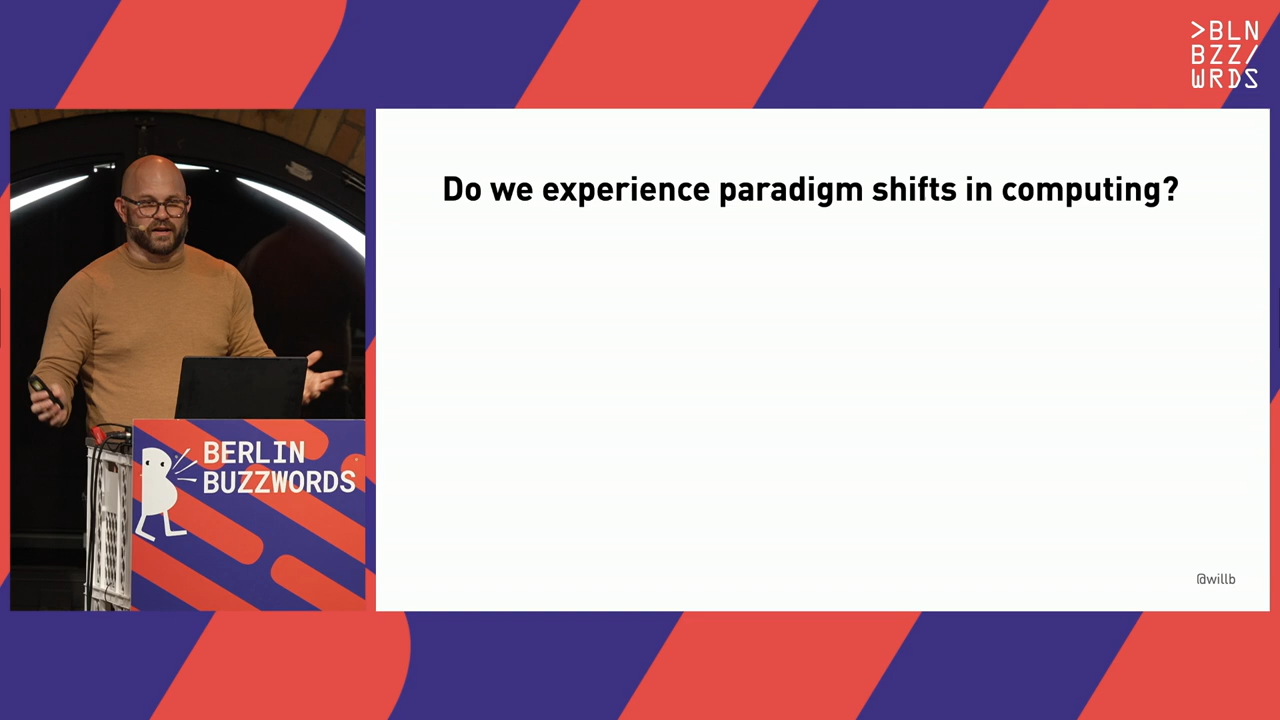 >BLN
BZZ/
WRDS
Do we experience paradigm shifts in computing?
BERLIN
BUZZWORDS
@willb